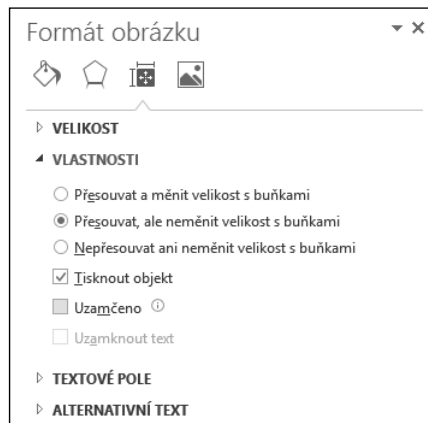 Formát obrázku
VELIKOST
VLASTNOSTI
Přesouvat a měnit velikost s buňkami
Přesouvat, ale neměnit velikost s buňkami
Nepřesouvat ani neměnit velikost s buňkami
Tisknout objekt
Uzamčeno
Uzamknout text
TEXTOVÉ POLE
ALTERNATIVNÍ TEXT